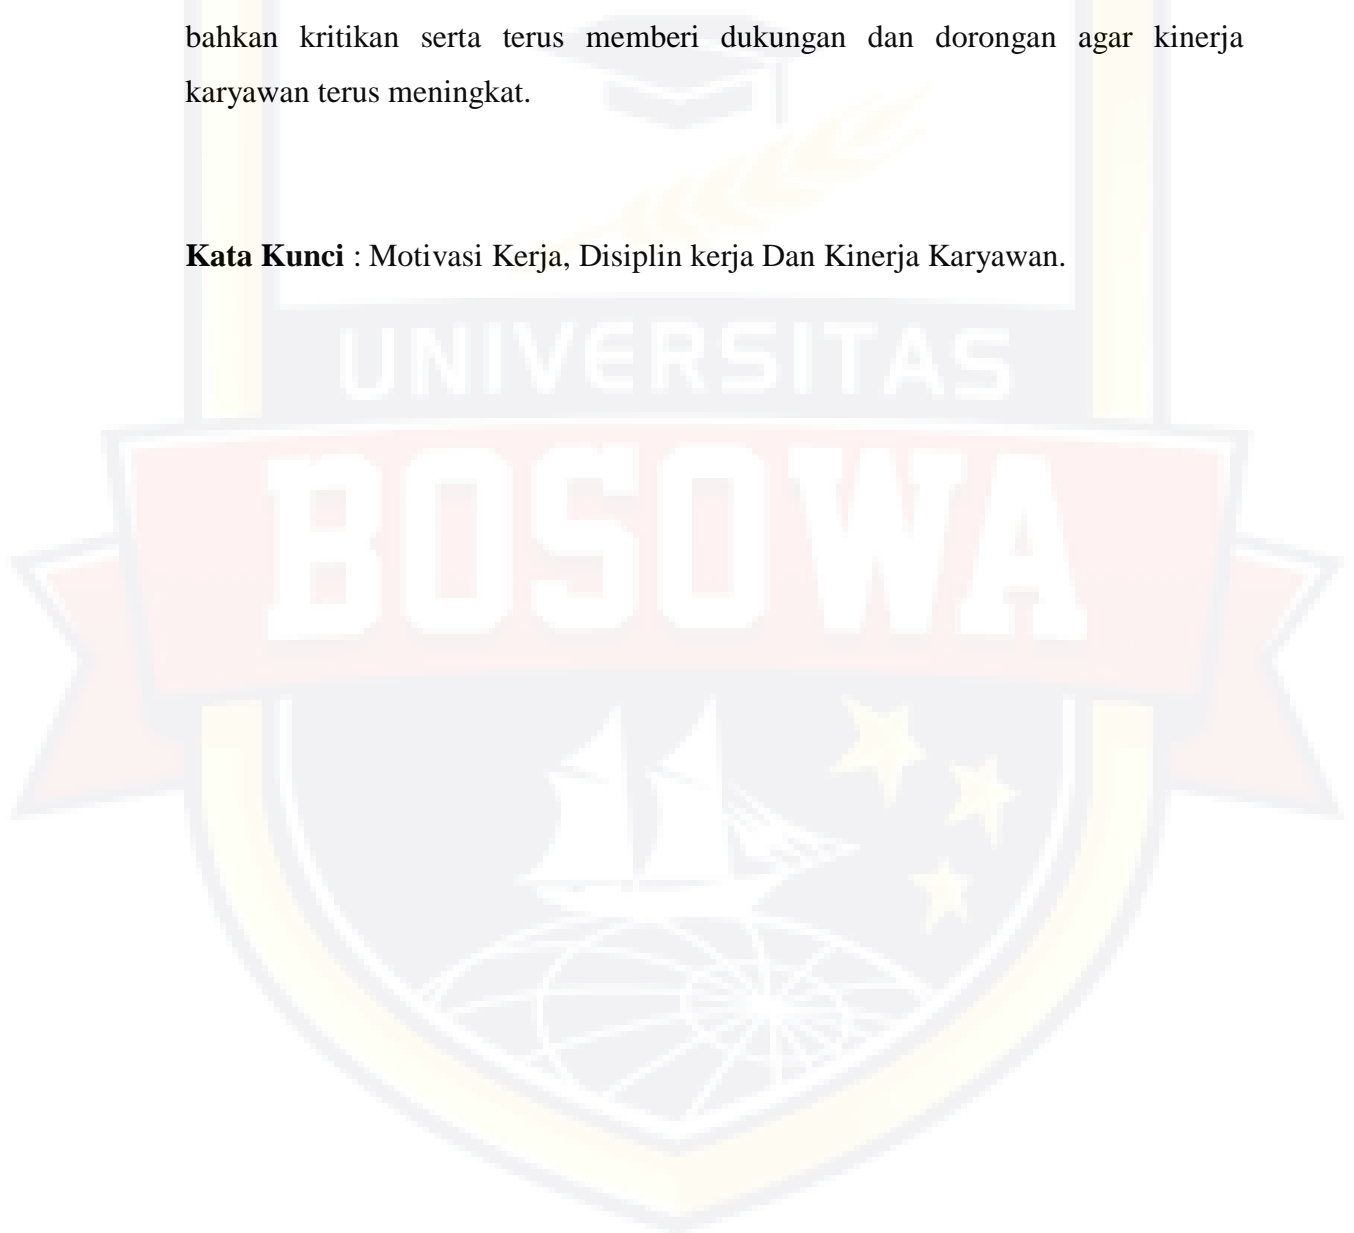 bahkan kritikan serta terus memberi dukungan dan dorongan agar kinerja
karyawan terus meningkat.
Kata Kunci : Motivasi Kerja, Disiplin kerja Dan Kinerja Karyawan.
UNIVERSITAS
BOSOWA